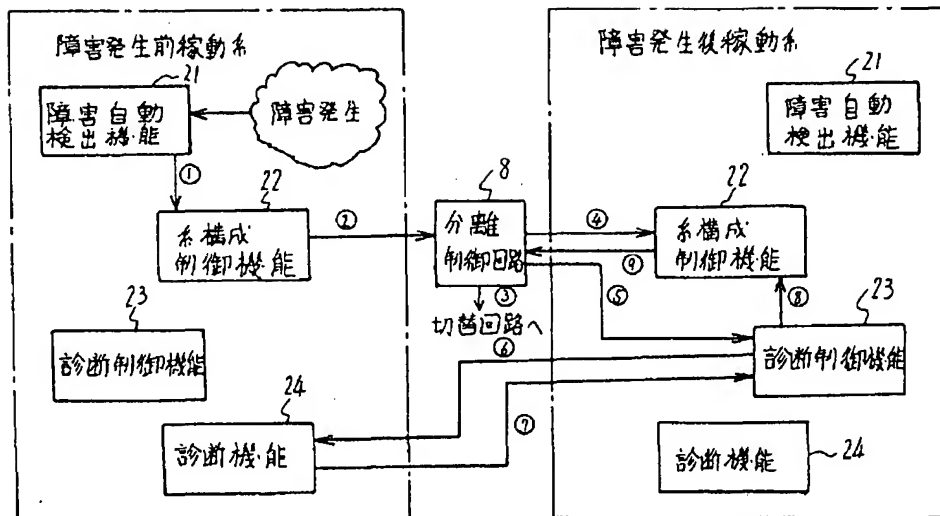 障害発生前稼動系
21
障害自動
検出機能
障害発生
①
22
系構成
制御機能
②
23
診断制御機能
24
診断機能
8
分離
制御回路
③
切替回路へ
④
⑨
⑤
⑥
⑦
障害発生後稼動系
21
障害自動
検出機能
22
系構成
制御機能
⑧
23
診断制御機能
診断機能
24